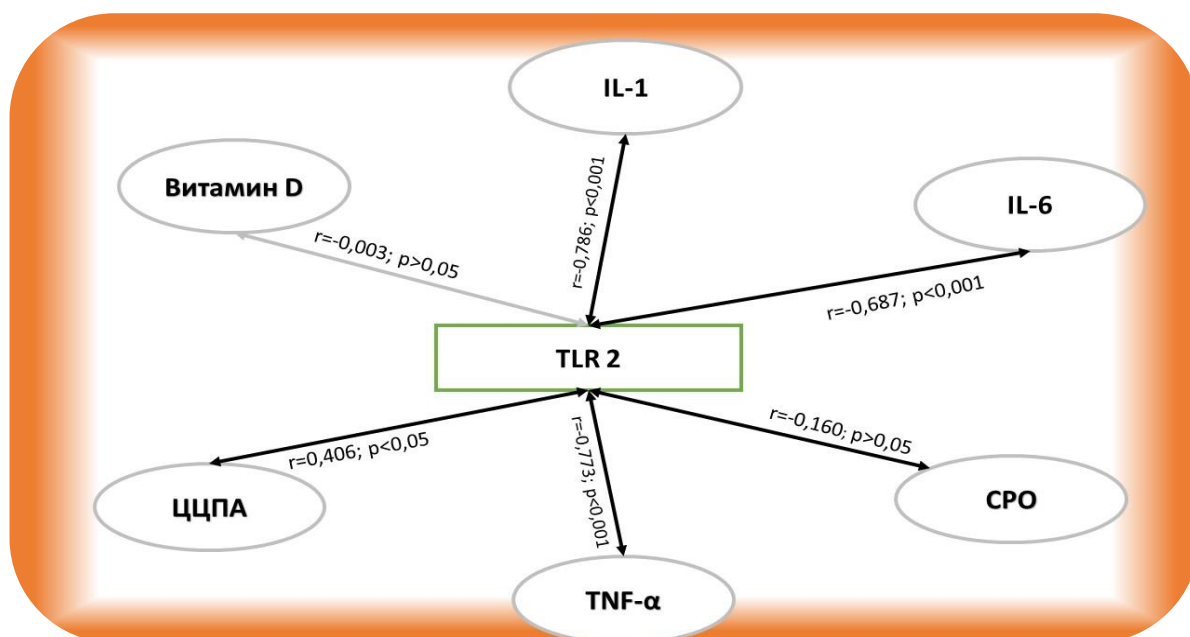 IL-1
Витамин D
IL-6
r=-0,003; p>0,05
r=-0,786; p<0,001
r=-0,687; p<0,001
TLR 2
r=0,406; p<0,05
r=-0,773; p<0,001
r=-0,160; p>0,05
ЦЦПА
СРО
TNF-α